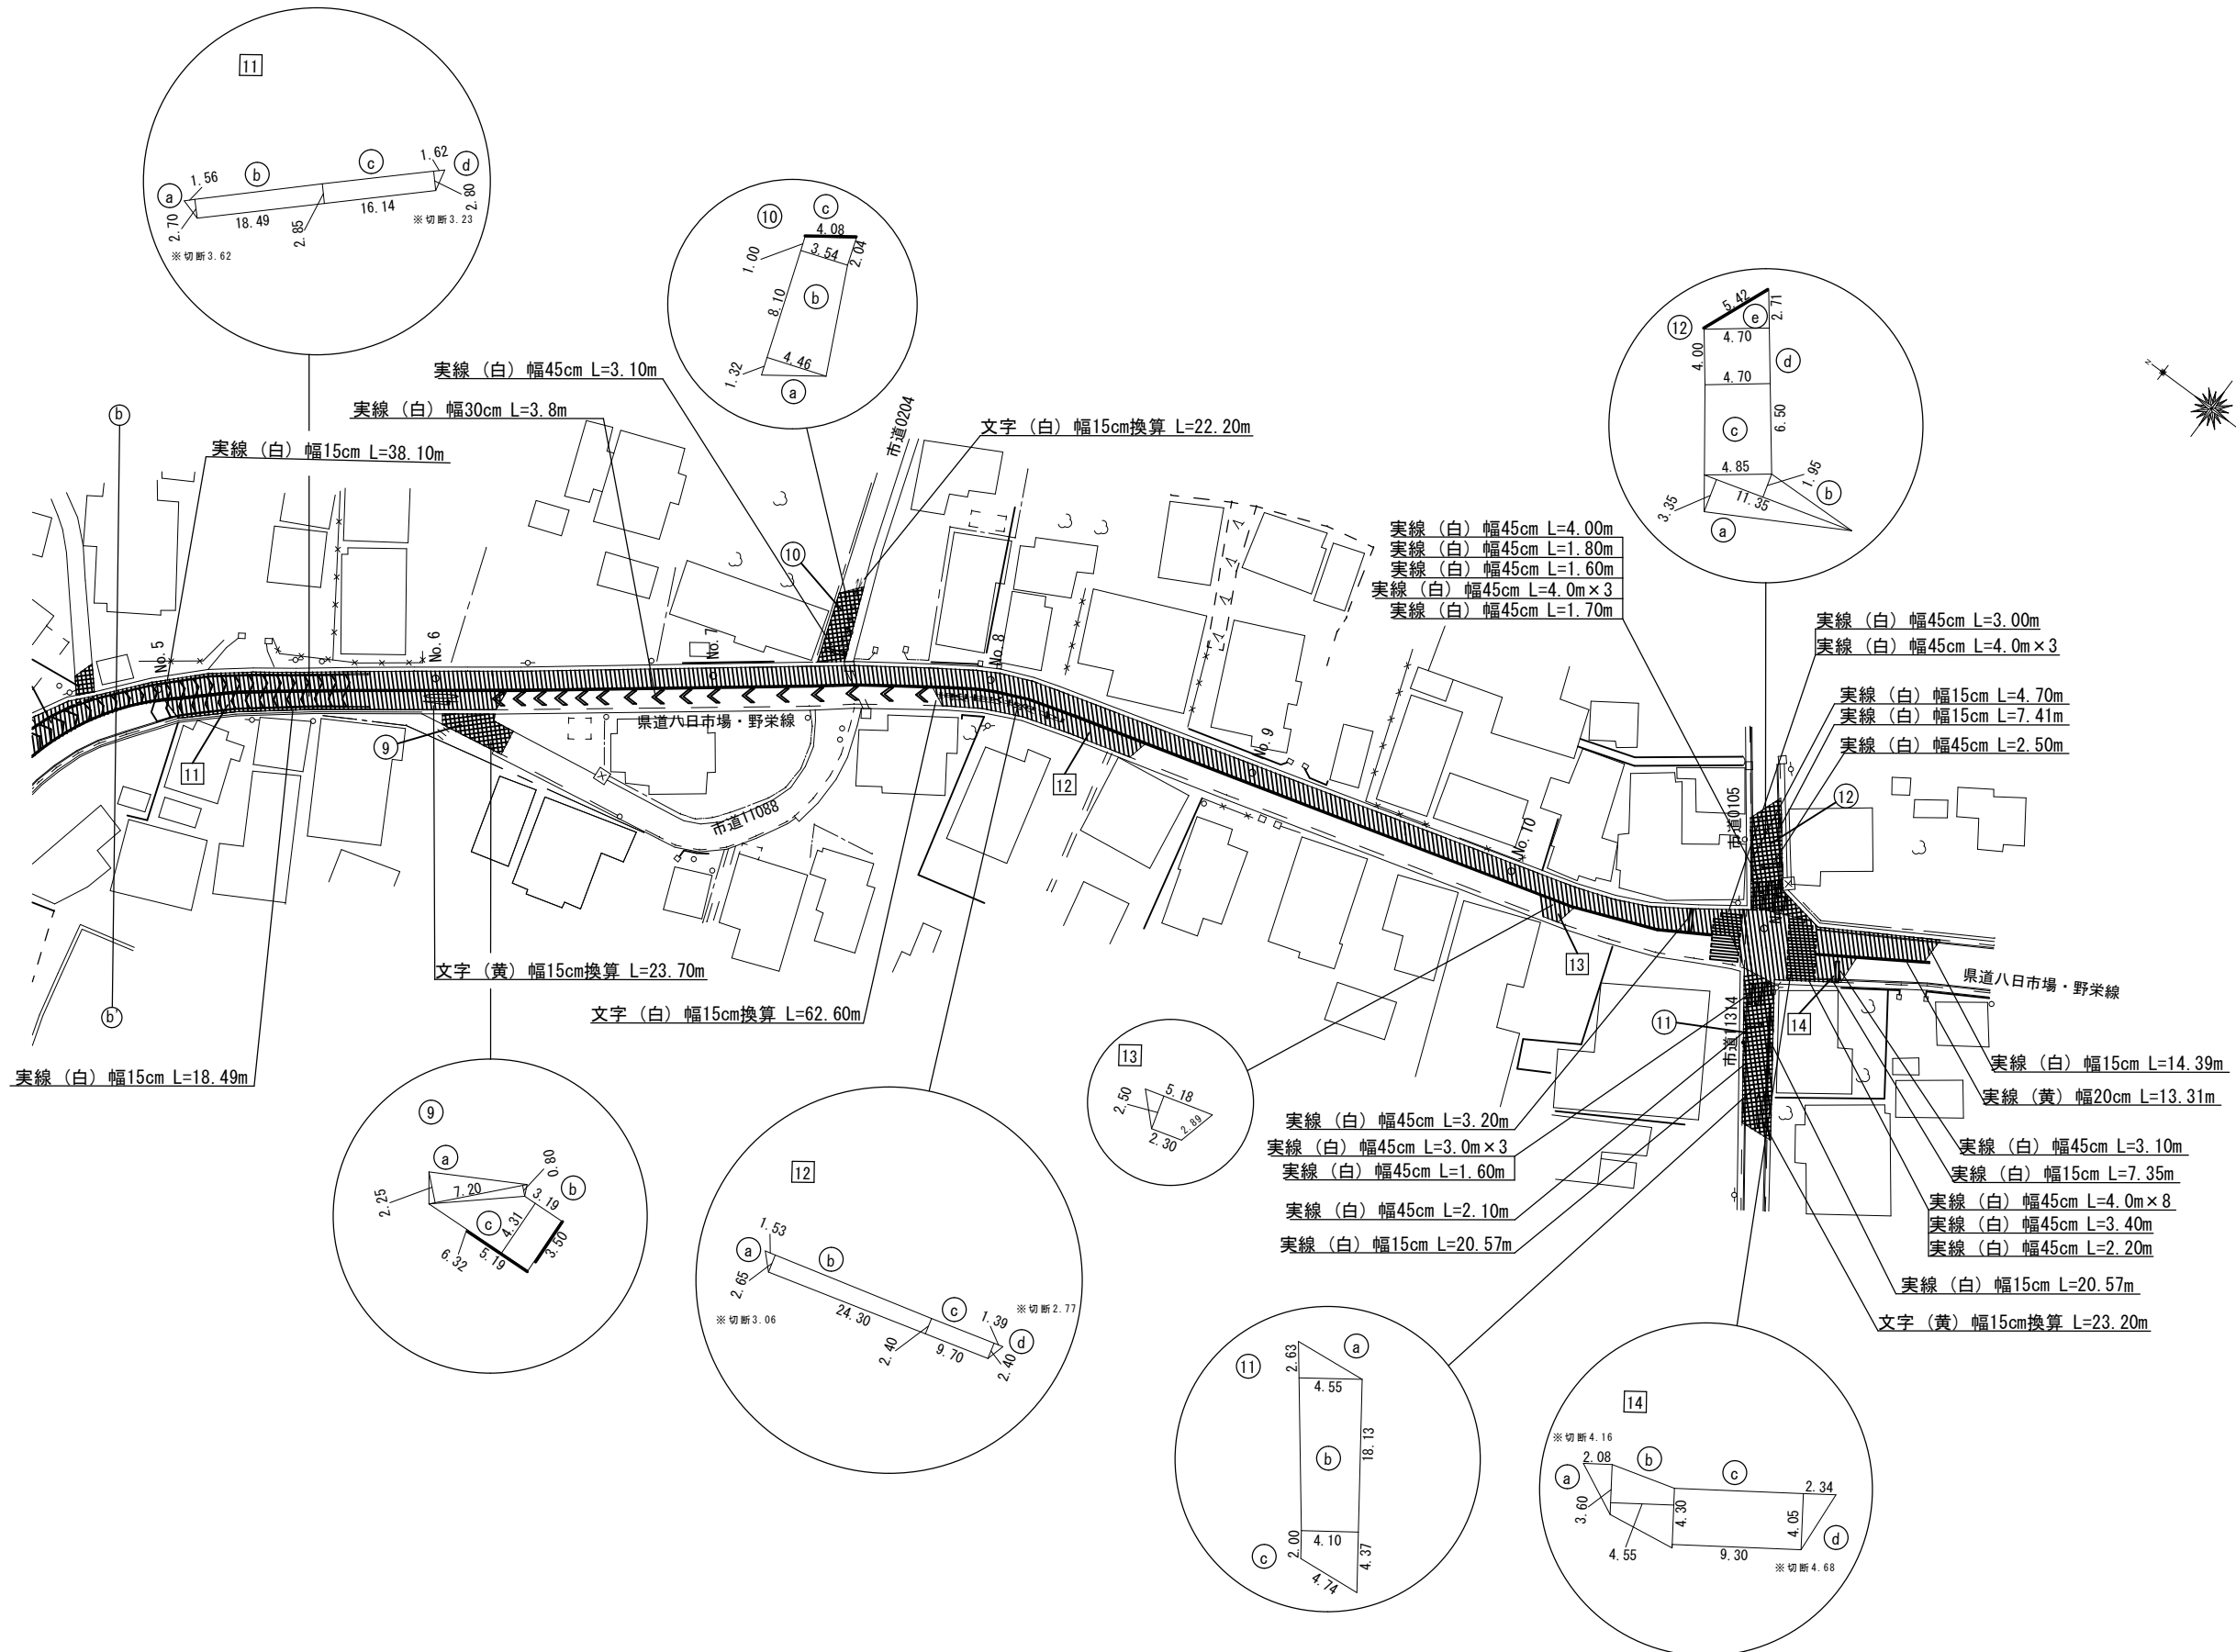 11
1.56
b
c
1.62
d
a
2.70
18.49
2.85
16.14
2.80
※切断3.23
※切断3.62
10
c
4.08
1.00
3.54
2.04
8.10
b
4.46
1.32
a
5.42
2.71
e
12
4.70
4.00
d
4.70
c
6.50
4.85
1.95
b
11.35
3.35
a
実線（白）幅45cm L=3.10m
実線（白）幅30cm L=3.8m
実線（白）幅15cm L=38.10m
文字（白）幅15cm換算 L=22.20m
市道0204
b
10
実線（白）幅45cm L=4.00m
実線（白）幅45cm L=1.80m
実線（白）幅45cm L=1.60m
実線（白）幅45cm L=4.0m×3
実線（白）幅45cm L=1.70m
実線（白）幅45cm L=3.00m
実線（白）幅45cm L=4.0m×3
実線（白）幅15cm L=4.70m
実線（白）幅15cm L=7.41m
実線（白）幅45cm L=2.50m
No.5
No.6
No.7
No.8
No.9
No.10
県道八日市場・野栄線
9
11
12
市道11088
市道0105
12
13
県道八日市場・野栄線
11
14
市道11314
文字（黄）幅15cm換算 L=23.70m
文字（白）幅15cm換算 L=62.60m
b'
実線（白）幅15cm L=18.49m
実線（白）幅15cm L=14.39m
実線（黄）幅20cm L=13.31m
実線（白）幅45cm L=3.10m
実線（白）幅15cm L=7.35m
実線（白）幅45cm L=4.0m×8
実線（白）幅45cm L=3.40m
実線（白）幅45cm L=2.20m
実線（白）幅15cm L=20.57m
文字（黄）幅15cm換算 L=23.20m
実線（白）幅45cm L=3.20m
実線（白）幅45cm L=3.0m×3
実線（白）幅45cm L=1.60m
実線（白）幅45cm L=2.10m
実線（白）幅15cm L=20.57m
13
5.18
2.50
2.89
2.30
9
a
0.80
7.20
b
2.25
3.19
c
4.31
3.50
6.32
5.19
12
1.53
a
b
2.65
24.30
c
※切断2.77
1.39
※切断3.06
d
2.40
9.70
2.40
11
a
2.63
4.55
18.13
b
2.00
4.10
4.37
c
4.74
14
※切断4.16
2.08
b
a
c
2.34
3.60
4.30
4.05
d
4.55
9.30
※切断4.68